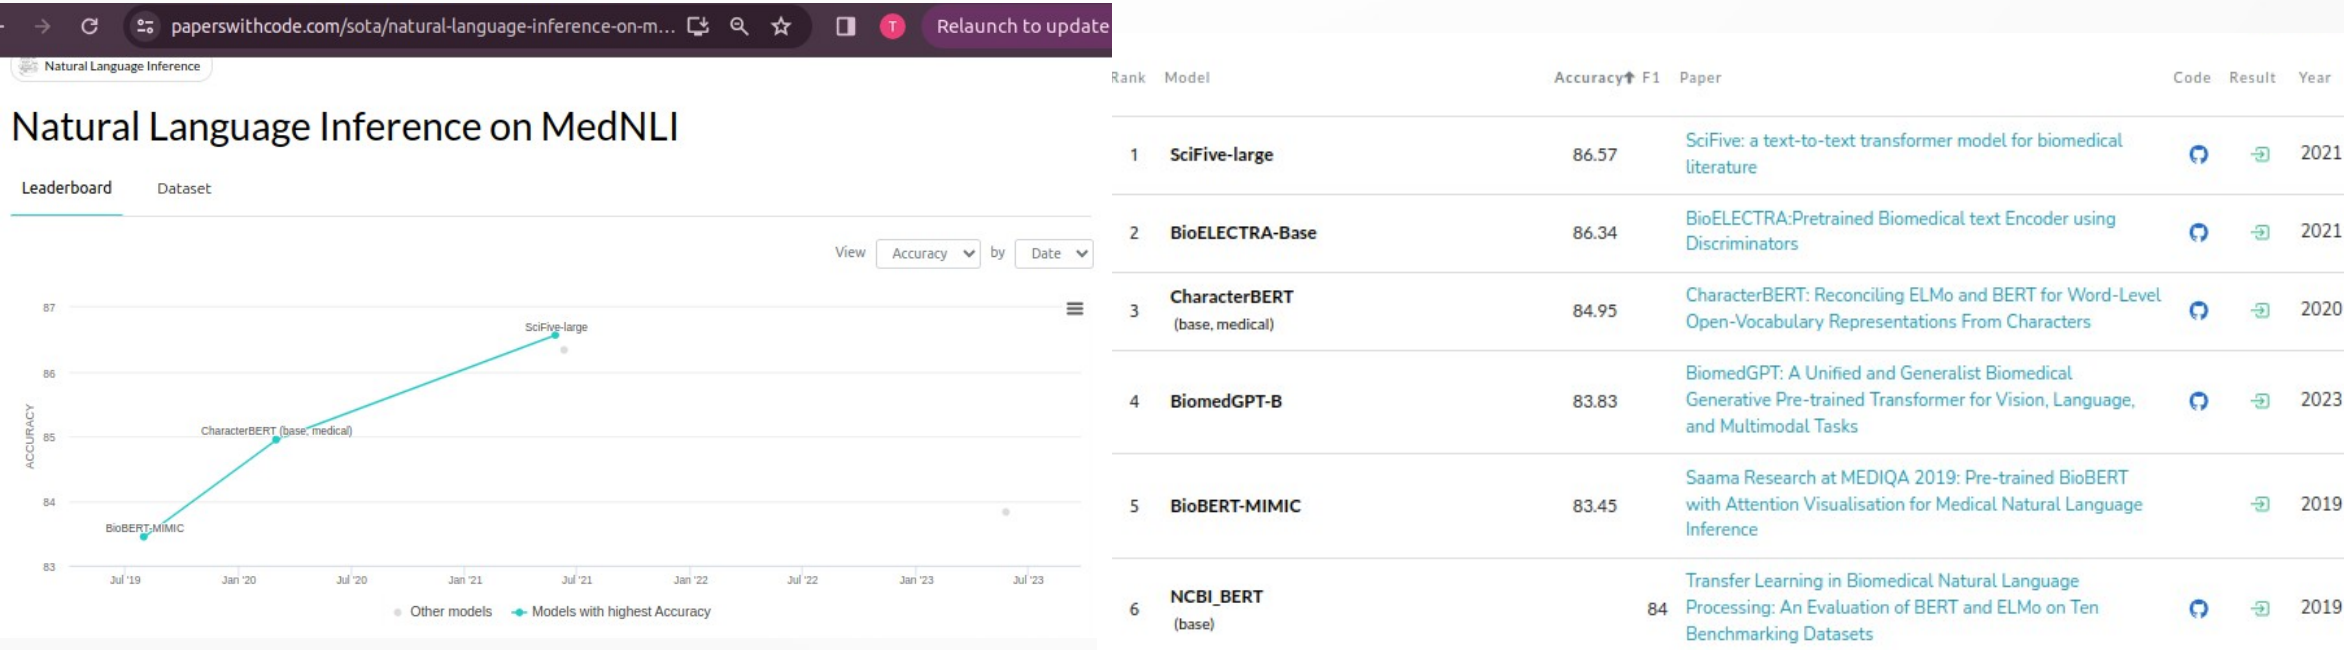 paperswithcode.com/sota/natural-language-inference-on-m...
T
Relaunch to update
Natural Language Inference
Natural Language Inference on MedNLI
Leaderboard Dataset
View Accuracy by Date
87
86
85
84
83
ACCURACY
SciFive-large
CharacterBERT (base, medical)
BioBERT-MIMIC
Jul '19 Jan '20 Jul '20 Jan '21 Jul '21 Jan '22 Jul '22 Jan '23 Jul '23
Other models Models with highest Accuracy
Rank Model Accuracy F1 Paper Code Result Year
1 SciFive-large 86.57 SciFive: a text-to-text transformer model for biomedical
literature 2021
2 BioELECTRA-Base 86.34 BioELECTRA:Pretrained Biomedical text Encoder using
Discriminators 2021
3 CharacterBERT
(base, medical) 84.95 CharacterBERT: Reconciling ELMo and BERT for Word-Level
Open-Vocabulary Representations From Characters 2020
4 BiomedGPT-B 83.83 BiomedGPT: A Unified and Generalist Biomedical
Generative Pre-trained Transformer for Vision, Language,
and Multimodal Tasks 2023
5 BioBERT-MIMIC 83.45 Saama Research at MEDIQA 2019: Pre-trained BioBERT
with Attention Visualisation for Medical Natural Language
Inference 2019
6 NCBI_BERT
(base) 84 Transfer Learning in Biomedical Natural Language
Processing: An Evaluation of BERT and ELMo on Ten
Benchmarking Datasets 2019